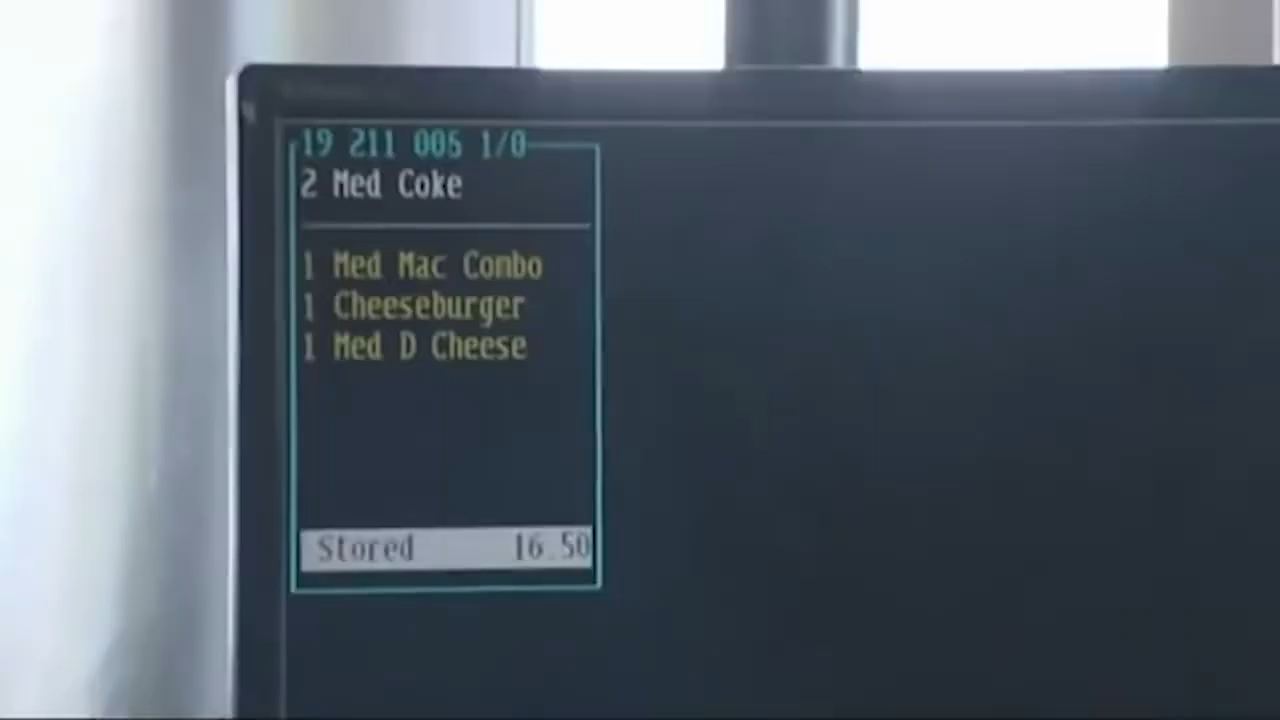 19 211 006 1/0
2 Med Coke
1 Med Mac Combo
1 Cheeseburger
1 Med D Cheese
Stored 16.50